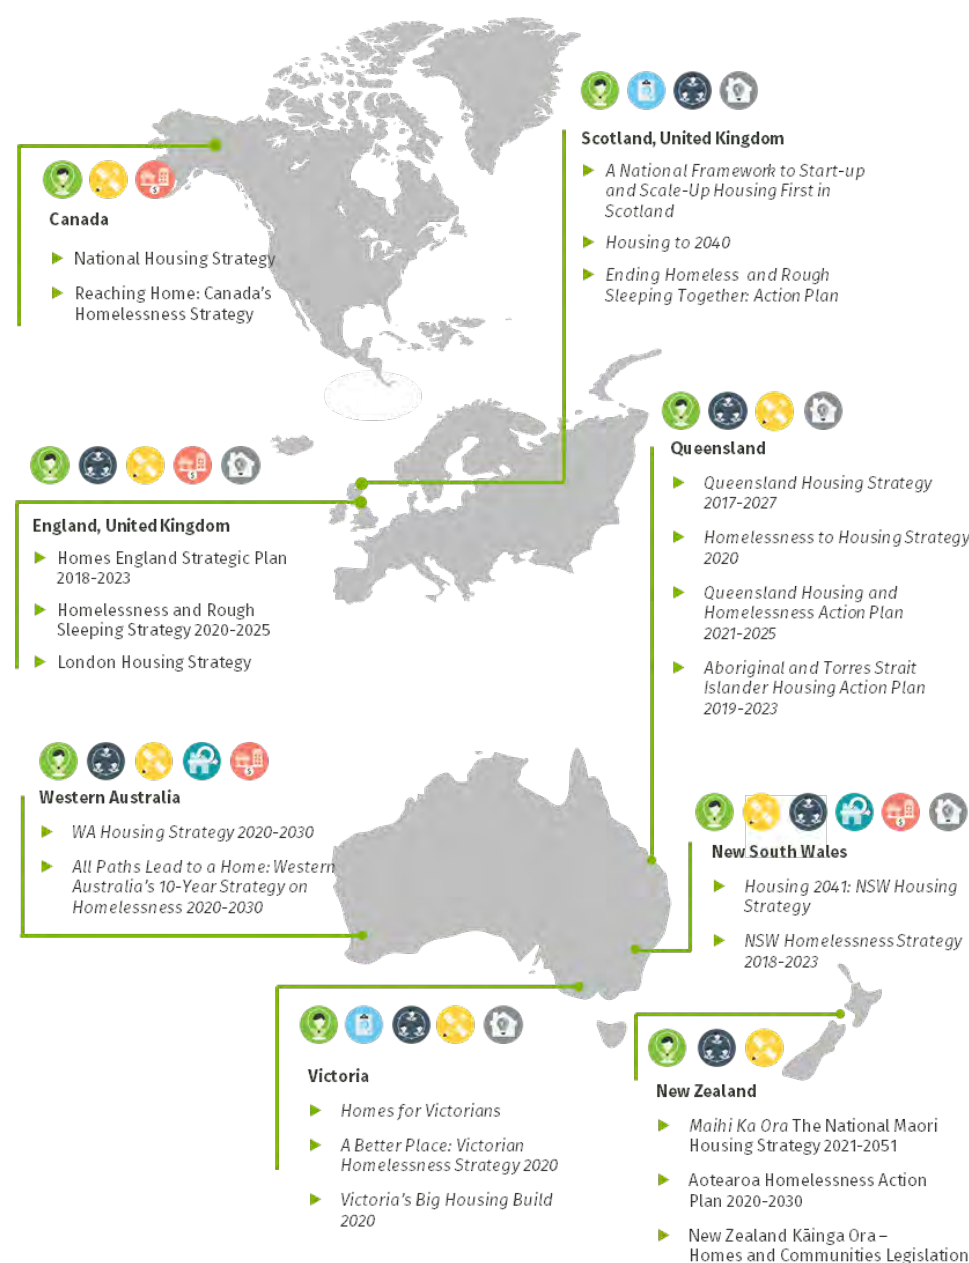 Scotland, United Kingdom
A National Framework to Start-up
and Scale-Up Housing First in
Scotland
Housing to 2040
Ending Homeless and Rough
Sleeping Together: Action Plan
Canada
National Housing Strategy
Reaching Home: Canada's
Homelessness Strategy
England, United Kingdom
Homes England Strategic Plan
2018-2023
Homelessness and Rough
Sleeping Strategy 2020-2025
London Housing Strategy
Queensland
Queensland Housing Strategy
2017-2027
Homelessness to Housing Strategy
2020
Queensland Housing and
Homelessness Action Plan
2021-2025
Aboriginal and Torres Strait
Islander Housing Action Plan
2019-2023
Western Australia
WA Housing Strategy 2020-2030
All Paths Lead to a Home: Western
Australia's 10-Year Strategy on
Homelessness 2020-2030
New South Wales
Housing 2041: NSW Housing
Strategy
NSW Homelessness Strategy
2018-2023
Victoria
Homes for Victorians
A Better Place: Victorian
Homelessness Strategy 2020
Victoria's Big Housing Build
2020
New Zealand
Maihi Ka Ora The National Maori
Housing Strategy 2021-2051
Aotearoa Homelessness Action
Plan 2020-2030
New Zealand Kāinga Ora –
Homes and Communities Legislation